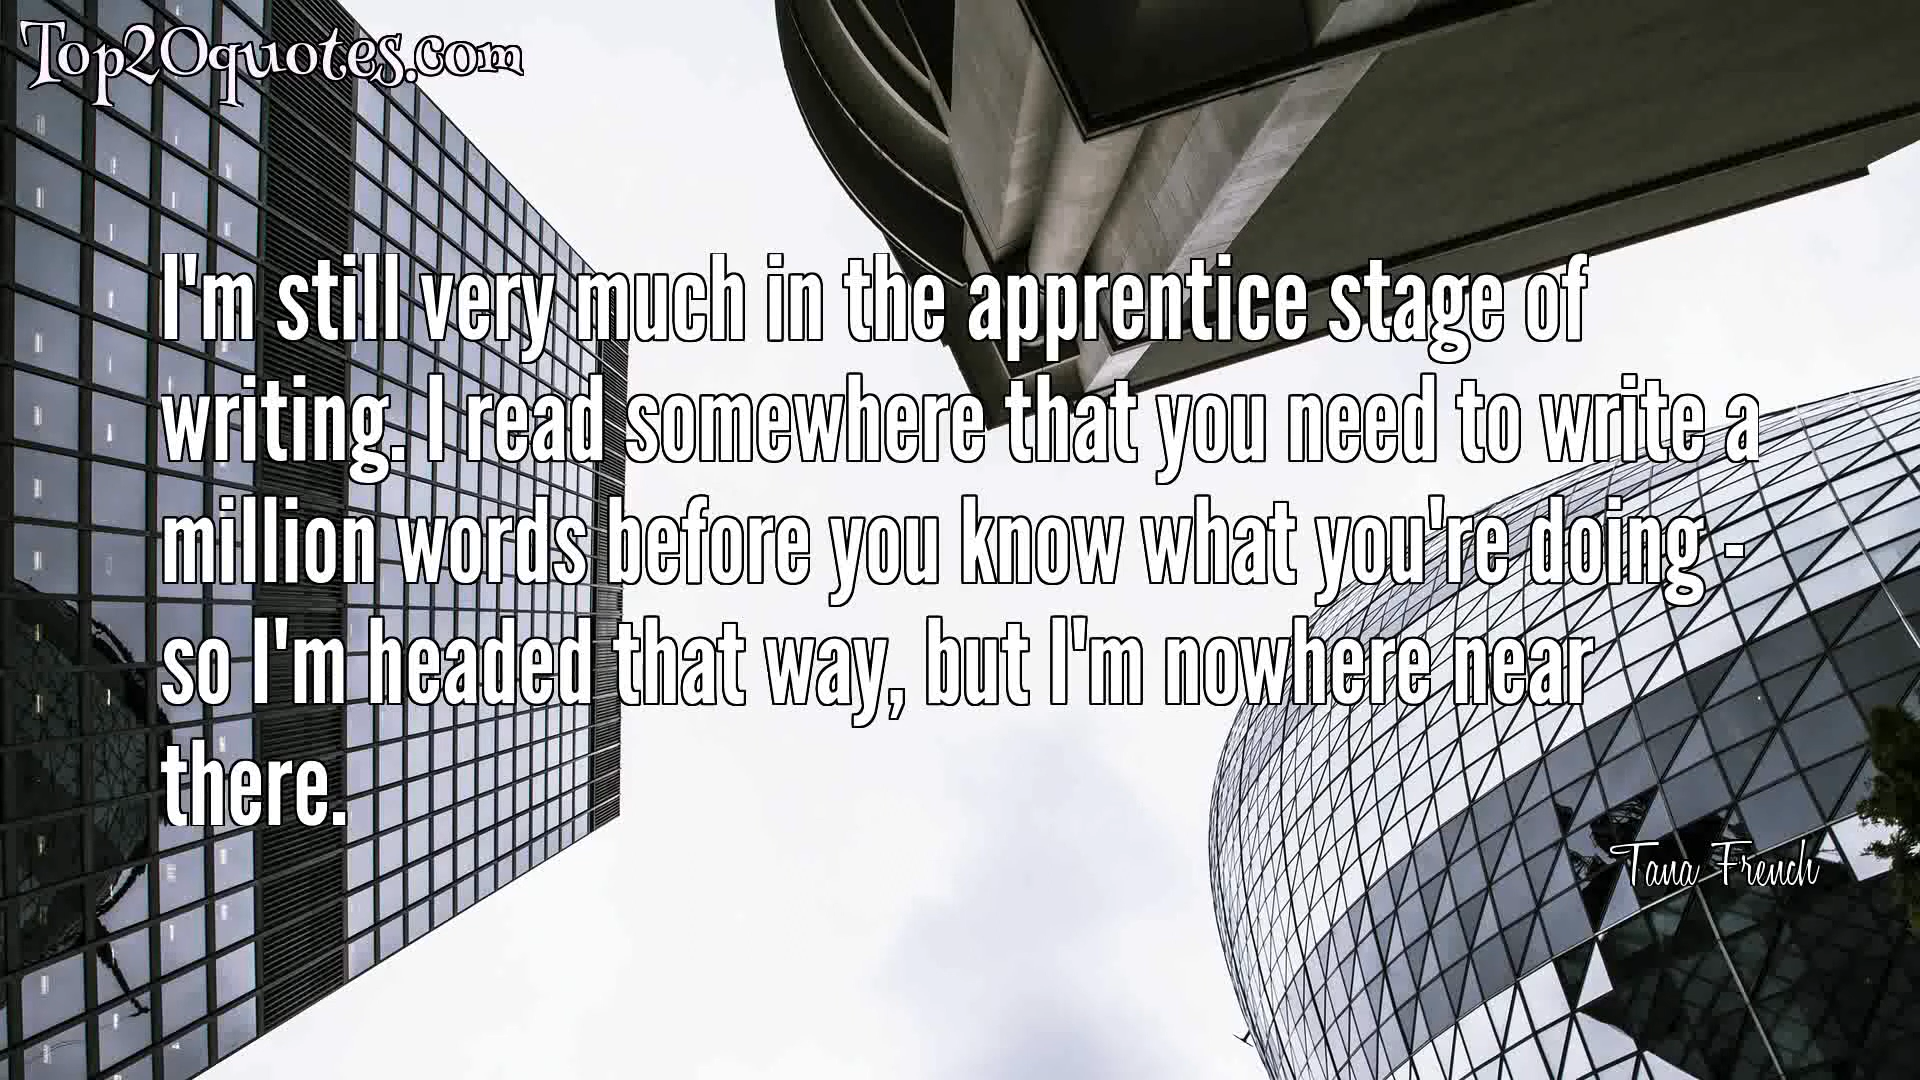 Top20quotes.com
I'm still very much in the apprentice stage of
writing. I read somewhere that you need to write a
million words before you know what you're doing -
so I'm headed that way, but I'm nowhere near
there.
Tana French